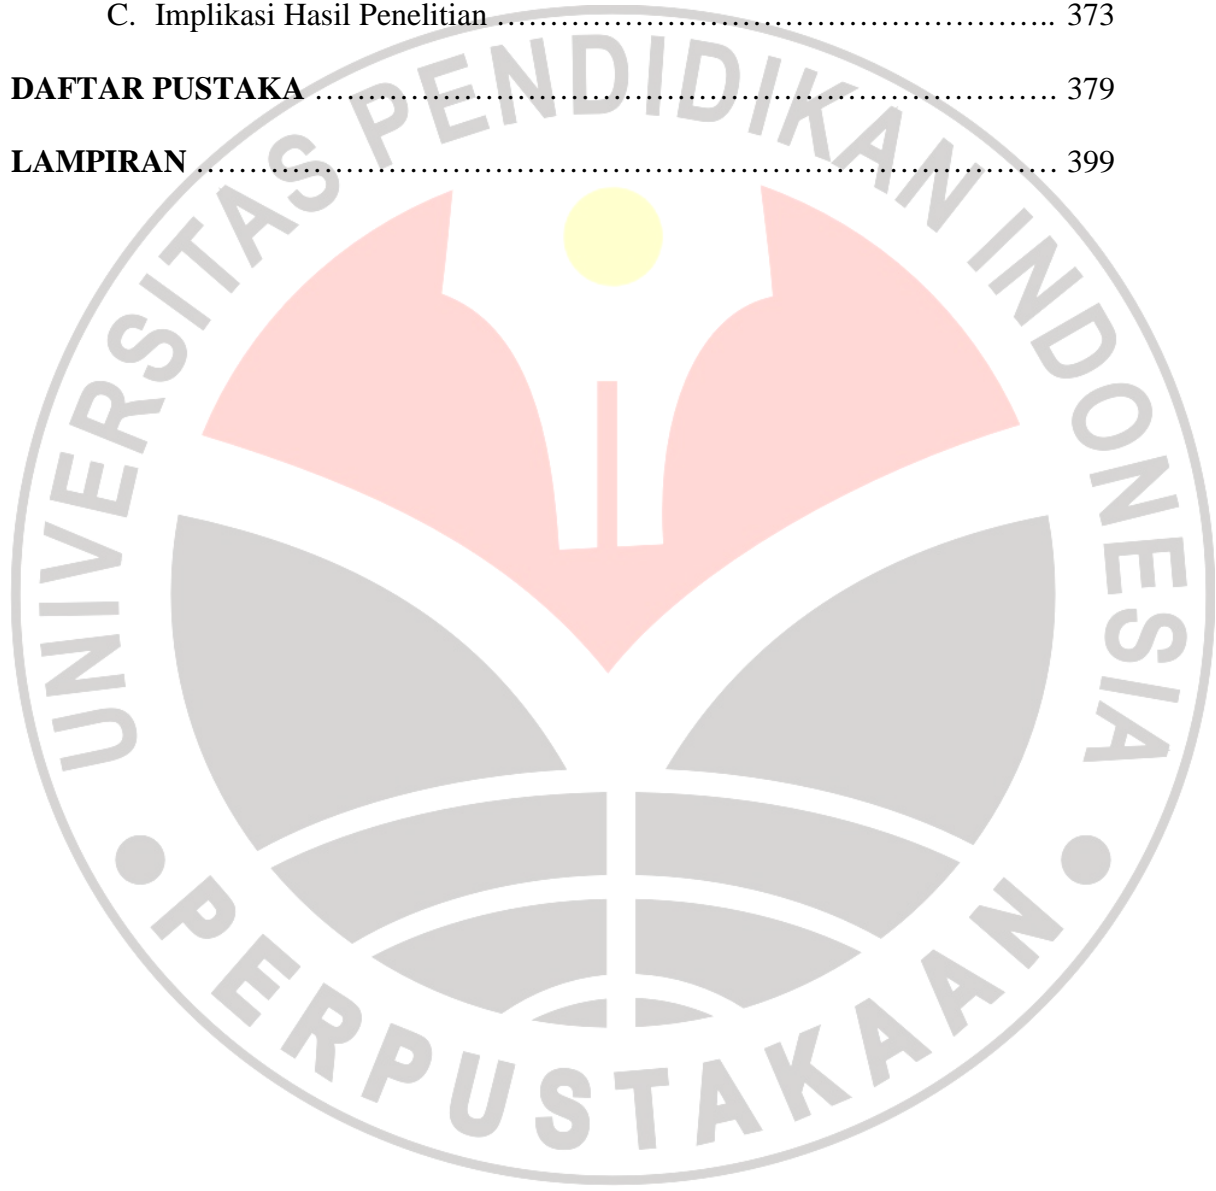 C. Implikasi Hasil Penelitian ……………………………………………….. 373
DAFTAR PUSTAKA ………………………………………………………………. 379
LAMPIRAN ………………………………………………………………………… 399
UNIVERSITAS PENDIDIKAN INDONESIA
PERPUSTAKAAN